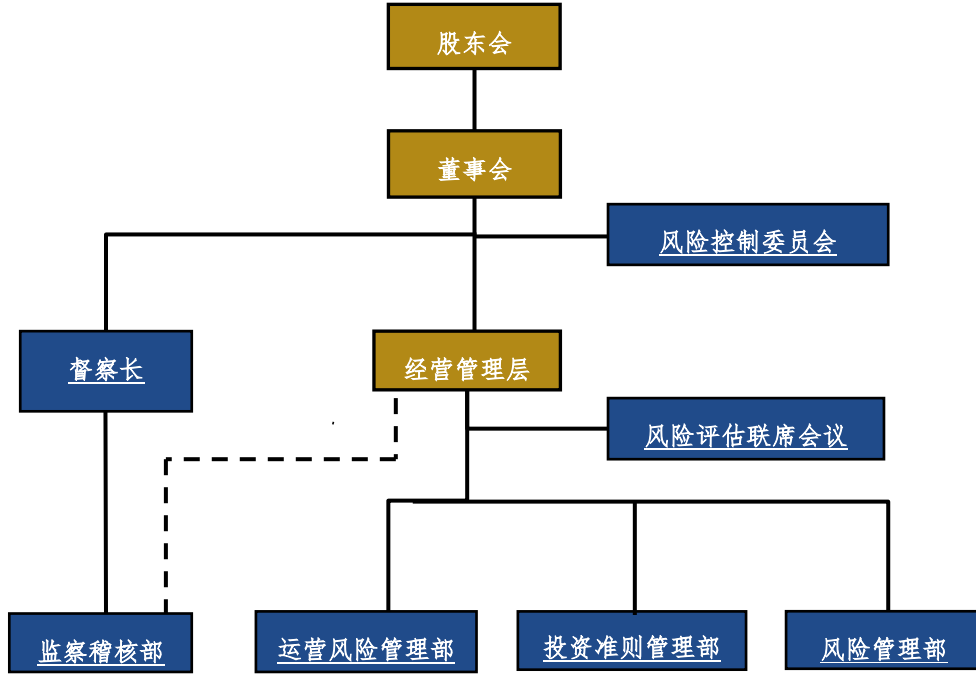 股东会
董事会
风险控制委员会
督察长
经营管理层
风险评估联席会议
监察稽核部
运营风险管理部
投资准则管理部
风险管理部